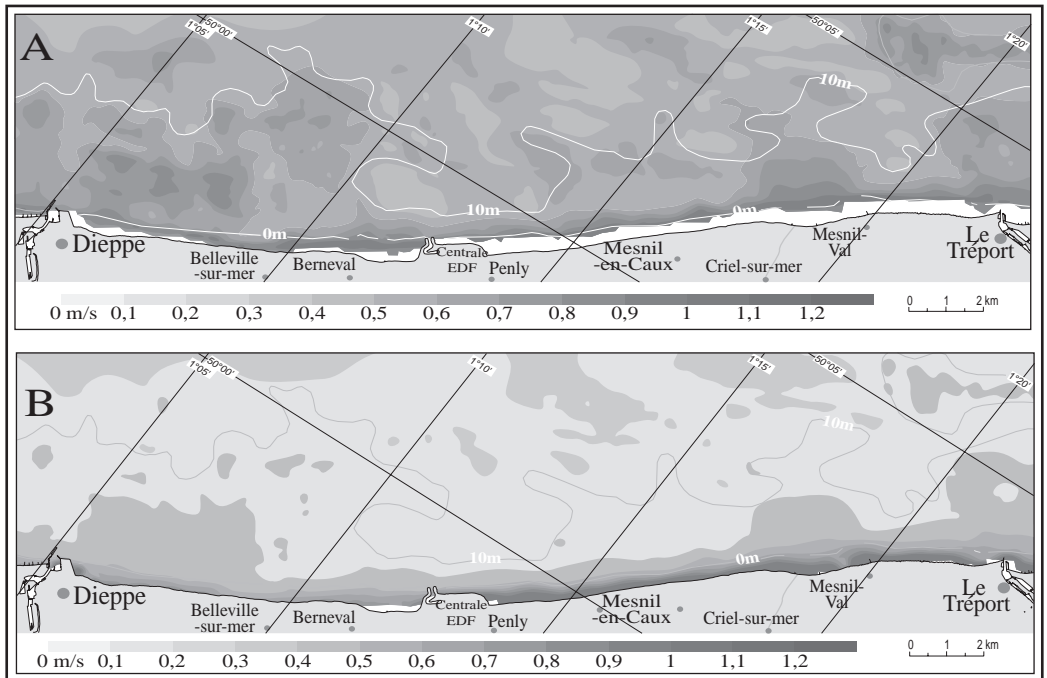 A
1°05'
50°00'
1°10'
1°15'
50°05'
1°20'
10m
10m
0m
0m
Dieppe
Belleville
-sur-mer
Berneval
Centrale
EDF
Penly
Mesnil
-en-Caux
Criel-sur-mer
Mesnil-
Val
Le
Tréport
0 m/s 0,1 0,2 0,3 0,4 0,5 0,6 0,7 0,8 0,9 1 1,1 1,2
0 1 2 km
B
1°05'
50°00'
1°10'
1°15'
50°05'
1°20'
10m
10m
0m
Dieppe
Belleville
-sur-mer
Berneval
Centrale
EDF
Penly
Mesnil
-en-Caux
Criel-sur-mer
Mesnil-
Val
Le
Tréport
0 m/s 0,1 0,2 0,3 0,4 0,5 0,6 0,7 0,8 0,9 1 1,1 1,2
0 1 2 km